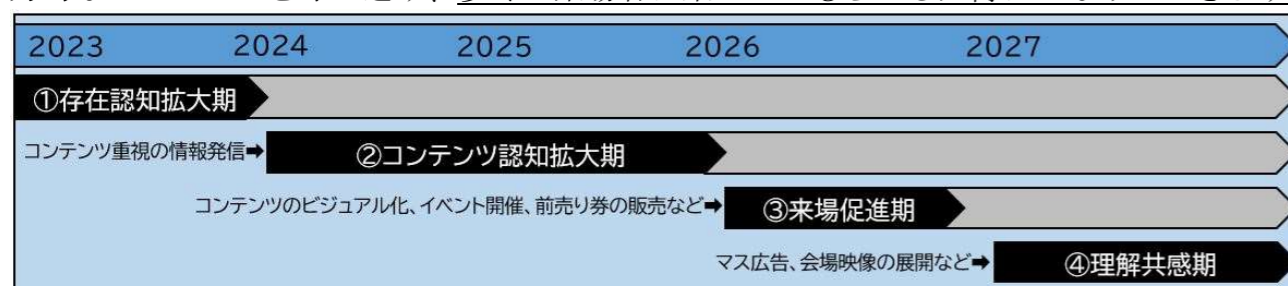 2023 2024 2025 2026 2027
①存在認知拡大期
コンテンツ重視の情報発信➡ ②コンテンツ認知拡大期
コンテンツのビジュアル化、イベント開催、前売り券の販売など➡ ③来場促進期
マス広告、会場映像の展開など➡ ④理解共感期